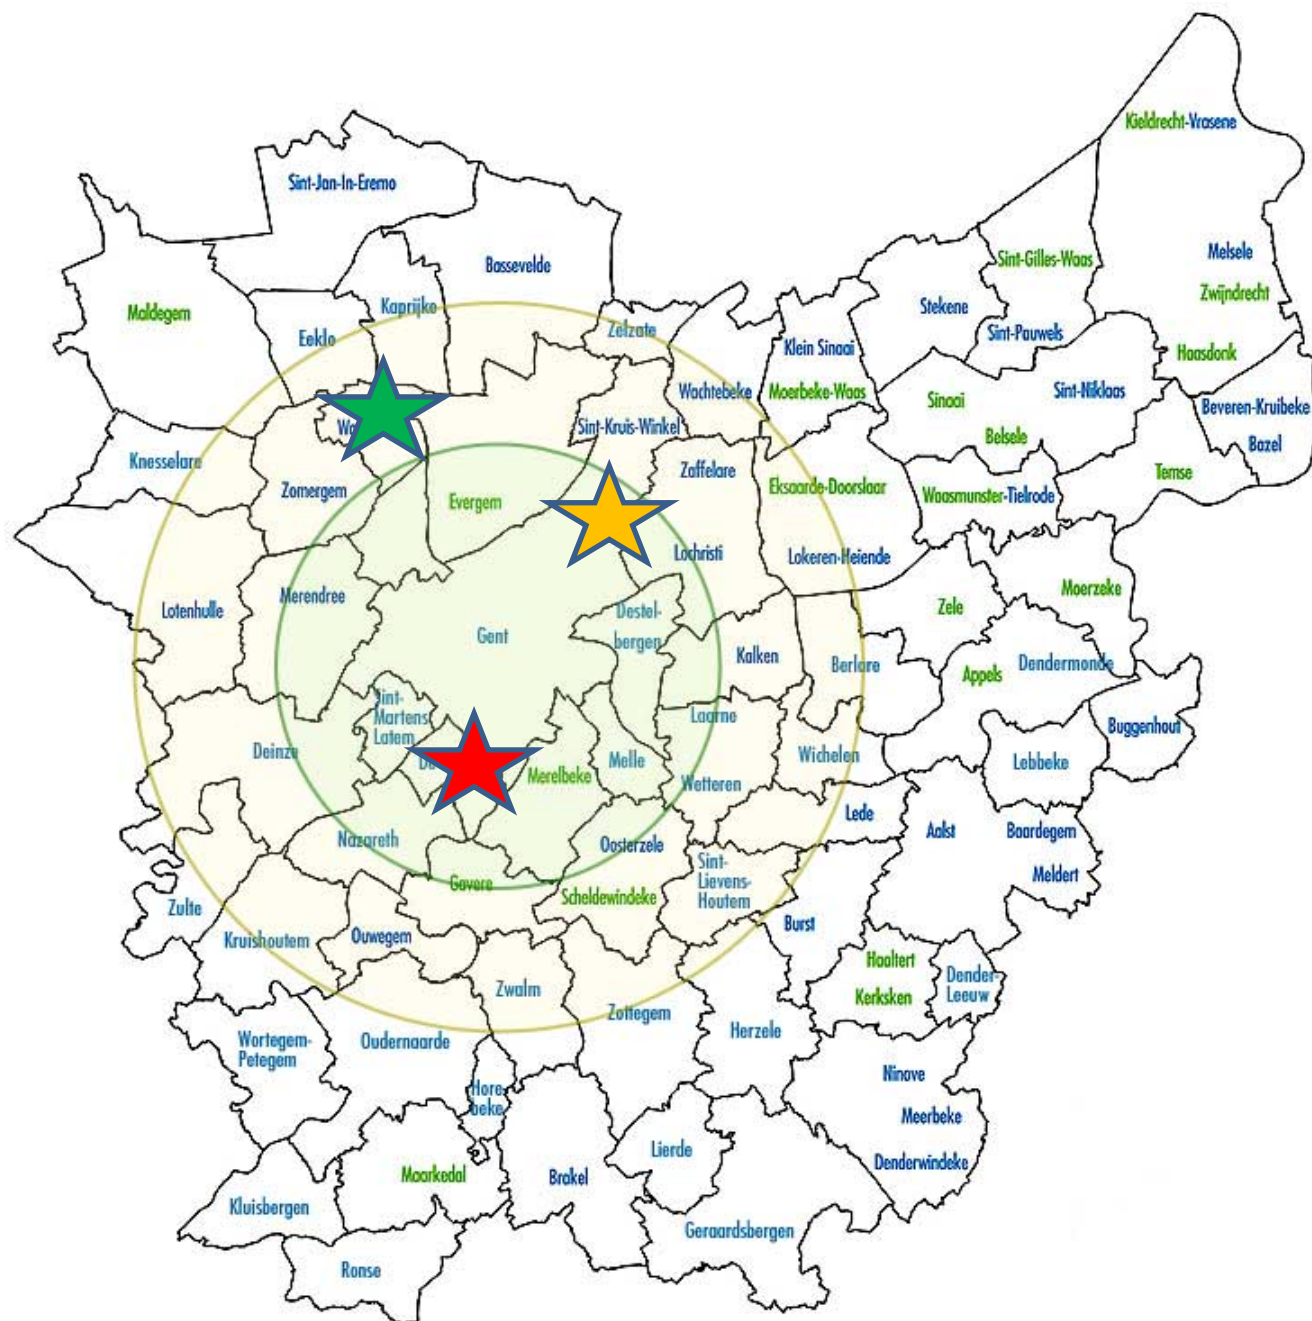 Kieldrecht-Vrasene
Sint-Jan-In-Eremo
Melsele
Sint-Gilles-Waas
Bassevelde
Zwijndrecht
Kaprijko
Stekene
Maldegem
Zelzate
Sint-Pauwels
Eeklo
Klein Sinaai
Haasdonk
Wachtebeke
Moerbeke-Waas
Sint-Niklaas
Sinaai
Beveren-Kruibeke
Sint-Kruis-Winkel
Belsele
Bazel
Knesselare
Zaffelare
Temse
Zomergem
Eksaarde-Doorslaar
Waasmunster-Tielrode
Evergem
Lochristi
Lokeren-Heiende
Moerzeke
Merendree
Zele
Lotenhulle
Destel-
bergen
Gent
Kalken
Berlare
Dendermonde
Appels
Sint-
Martens
Latem
Laarne
Buggenhout
Deinze
Wichelen
Lebbeke
Melle
Merelbeke
Wetteren
Lede
Aalst
Baardegem
Nazareth
Oosterzele
Sint-
Lievens-
Houtem
Meldert
Gavere
Scheldewindeke
Zulte
Burst
Kruishoutem
Ouwegem
Haaltert
Dender-
Leeuw
Zwalm
Kerksken
Zottegem
Herzele
Wortegem-
Petegem
Oudernaarde
Ninove
Hore-
beke
Meerbeke
Lierde
Denderwindeke
Maarkedal
Brakel
Kluisbergen
Geraardsbergen
Ronse